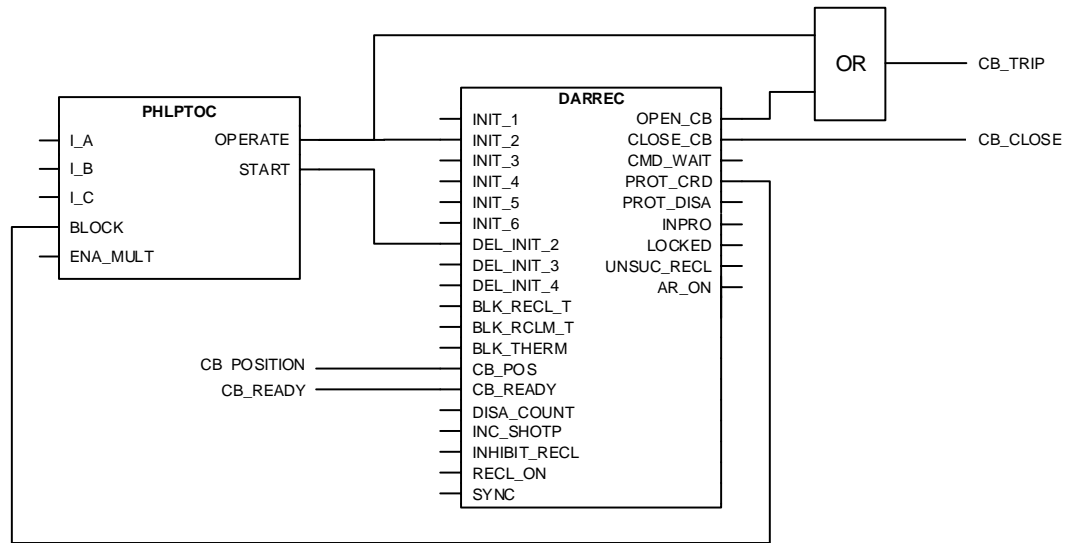 OR
CB_TRIP
PHLPTOC
I_A
I_B
I_C
BLOCK
ENA_MULT
OPERATE
START
DARREC
INIT_1
INIT_2
INIT_3
INIT_4
INIT_5
INIT_6
DEL_INIT_2
DEL_INIT_3
DEL_INIT_4
BLK_RECL_T
BLK_RCLM_T
BLK_THERM
CB_POS
CB_READY
DISA_COUNT
INC_SHOTP
INHIBIT_RECL
RECL_ON
SYNC
OPEN_CB
CLOSE_CB
CMD_WAIT
PROT_CRD
PROT_DISA
INPRO
LOCKED
UNSUC_RECL
AR_ON
CB_CLOSE
CB POSITION
CB_READY